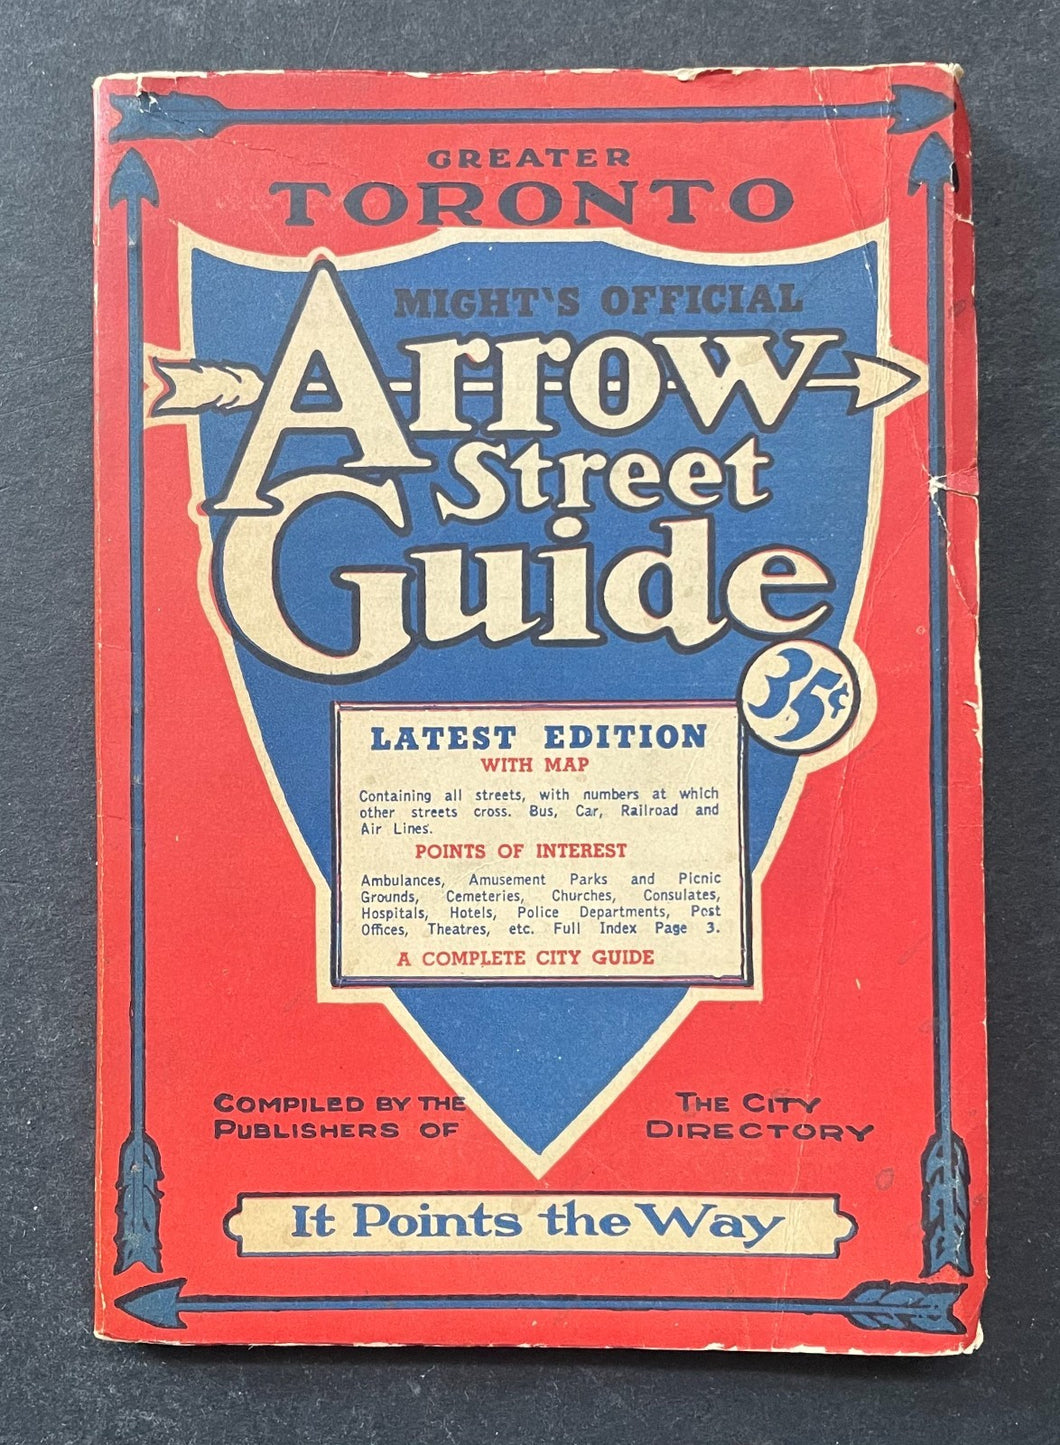 GREATER
TORONTO
MIGHT'S OFFICIAL
Arrow
Street
Guide
35¢
LATEST EDITION
WITH MAP
Containing all streets, with numbers at which
other streets cross. Bus, Car, Railroad and
Air Lines.
POINTS OF INTEREST
Ambulances, Amusement Parks and Picnic
Grounds, Cemeteries, Churches, Consulates,
Hospitals, Hotels, Police Departments, Post
Offices, Theatres, etc. Full Index Page 3.
A COMPLETE CITY GUIDE
COMPILED BY THE
PUBLISHERS OF
THE CITY
DIRECTORY
It Points the Way